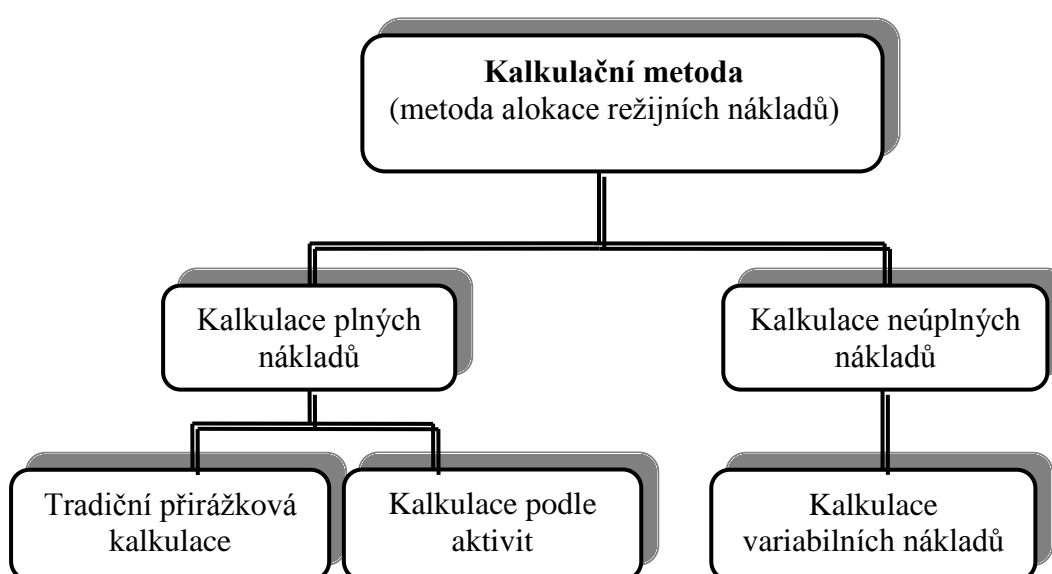 Kalkulační metoda
(metoda alokace režijních nákladů)
Kalkulace plných
nákladů
Kalkulace neúplných
nákladů
Tradiční přirážková
kalkulace
Kalkulace podle
aktivit
Kalkulace
variabilních nákladů